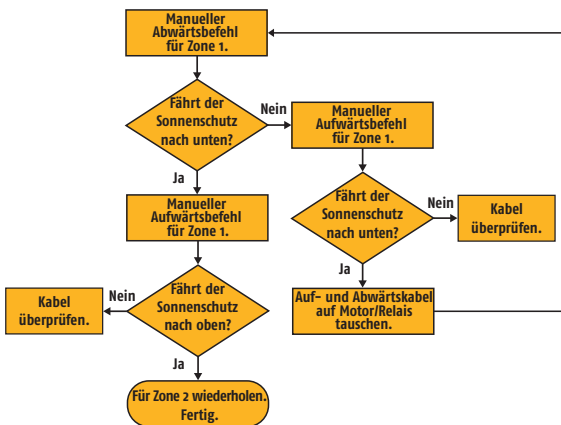 Manueller
Abwärtsbefehl
für Zone 1.
Fährt der
Sonnenschutz
nach unten?
Nein
Manueller
Aufwärtsbefehl
für Zone 1.
Ja
Manueller
Aufwärtsbefehl
für Zone 1.
Fährt der
Sonnenschutz
nach unten?
Nein
Kabel
überprüfen.
Ja
Auf- und Abwärtskabel
auf Motor/Relais
tauschen.
Fährt der
Sonnenschutz
nach oben?
Nein
Kabel
überprüfen.
Ja
Für Zone 2 wiederholen.
Fertig.